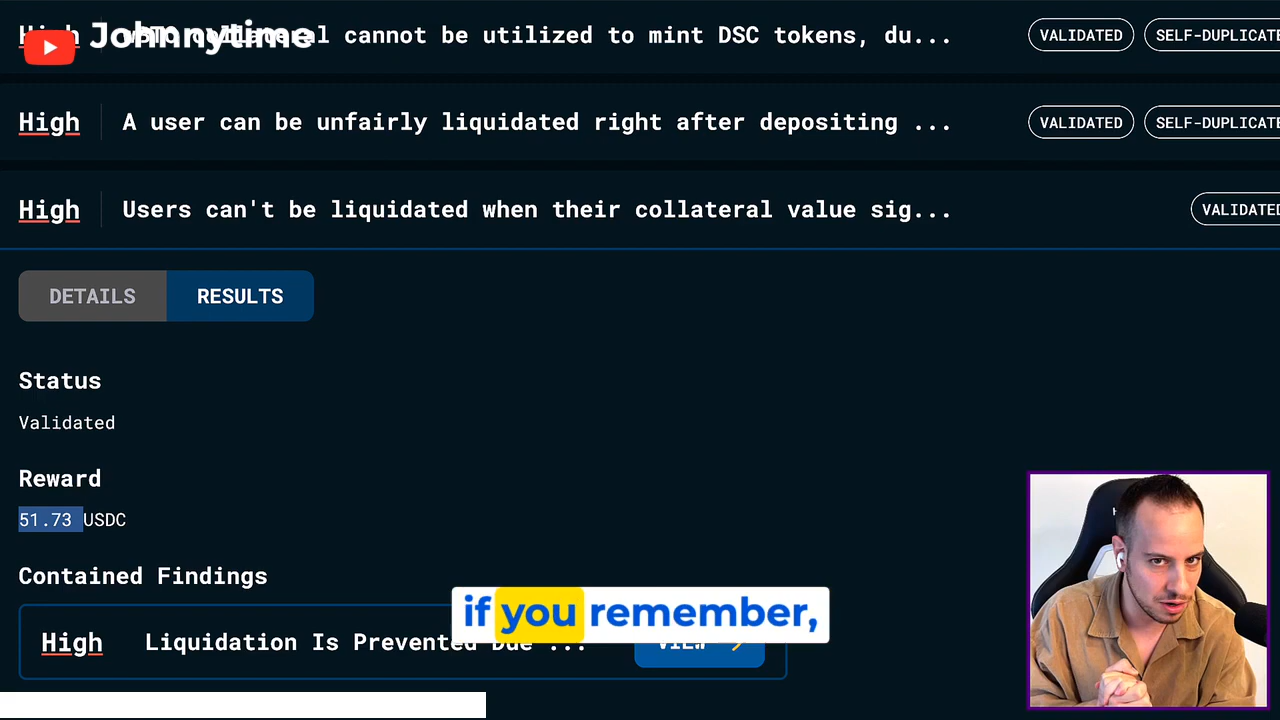 Johnnytime
High cannot be utilized to mint DSC tokens, du... VALIDATED
High A user can be unfairly liquidated right after depositing ... VALIDATED SELF-DUPLICATE
High Users can't be liquidated when their collateral value sig... VALIDATED
DETAILS RESULTS
Status
Validated
Reward
51.73 USDC
Contained Findings
if you remember,
High Liquidation Is Prevented Due ... VIEW